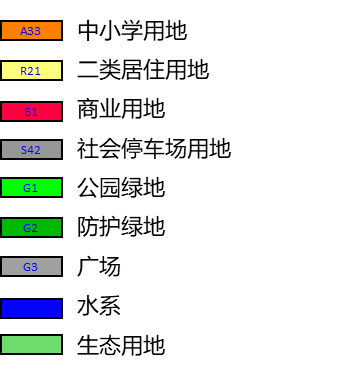 A33 中小学用地
R21 二类居住用地
B1 商业用地
S42 社会停车场用地
G1 公园绿地
G2 防护绿地
G3 广场
水系
生态用地